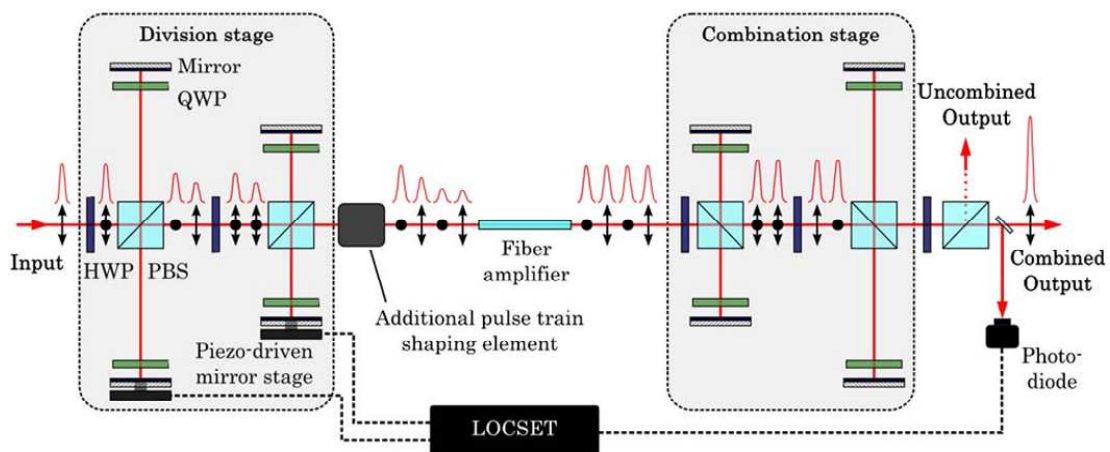 Division stage
Mirror
QWP
Combination stage
Uncombined
Output
Input
HWP
PBS
Fiber
amplifier
Combined
Output
Additional pulse train
shaping element
Piezo-driven
mirror stage
Photo-
diode
LOCSET